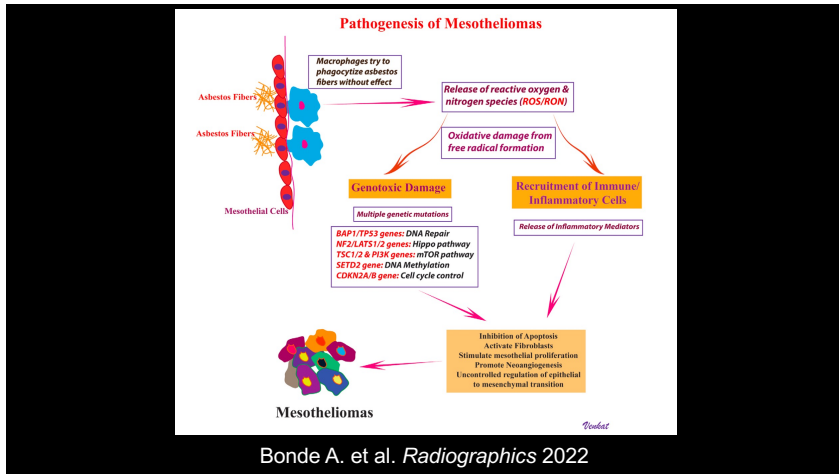 Pathogenesis of Mesotheliomas
Macrophages try to
phagocytize asbestos
fibers without effect
Asbestos Fibers
Asbestos Fibers
Mesothelial Cells
Release of reactive oxygen &
nitrogen species (ROS/RON)
Oxidative damage from
free radical formation
Genotoxic Damage
Recruitment of Immune/
Inflammatory Cells
Multiple genetic mutations
Release of Inflammatory Mediators
BAP1/TP53 genes: DNA Repair
NF2/LATS1/2 genes: Hippo pathway
TSC1/2 & PI3K genes: mTOR pathway
SETD2 gene: DNA Methylation
CDKN2A/B gene: Cell cycle control
Inhibition of Apoptosis
Activate Fibroblasts
Stimulate mesothelial proliferation
Promote Neoangiogenesis
Uncontrolled regulation of epithelial
to mesenchymal transition
Mesotheliomas
Venkat
Bonde A. et al. Radiographics 2022